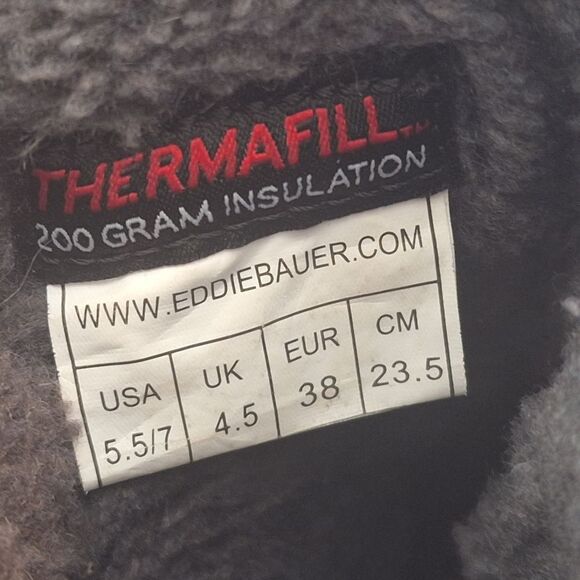 THERMAFILL
200 GRAM INSULATION
WWW.EDDIEBAUER.COM
USA UK EUR CM
5.5/7 4.5 38 23.5